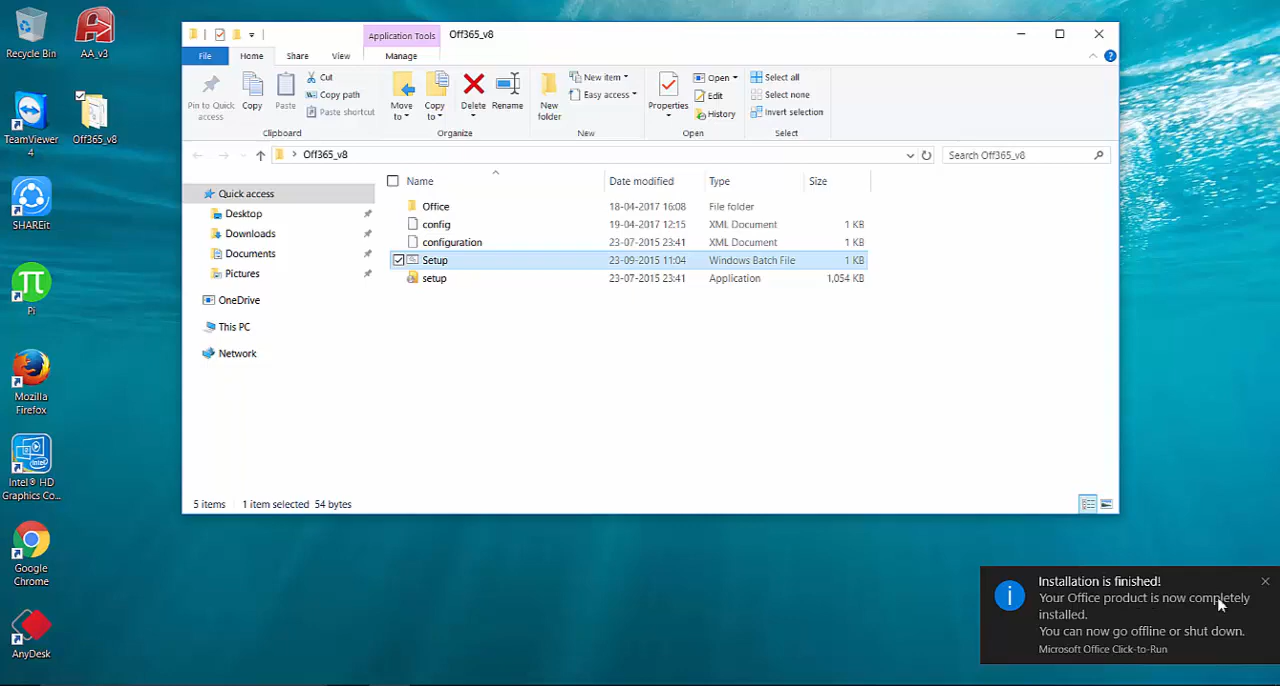 Recycle Bin
AA_v3
TeamViewer
4
Off365_v8
SHAREit
Pi
Mozilla
Firefox
Intel® HD
Graphics Co...
Google
Chrome
AnyDesk
Application Tools
Off365_v8
File
Home
Share
View
Manage
Pin to Quick
access
Copy
Paste
Cut
Copy path
Paste shortcut
Clipboard
Move
to
Copy
to
Delete
Rename
Organize
New
folder
New item
Easy access
New
Properties
Open
Edit
History
Open
Select all
Select none
Invert selection
Select
Off365_v8
Search Off365_v8
Quick access
Desktop
Downloads
Documents
Pictures
OneDrive
This PC
Network
Name Date modified Type Size
Office 18-04-2017 16:08 File folder
config 19-04-2017 12:15 XML Document 1 KB
configuration 23-07-2015 23:41 XML Document 1 KB
Setup 23-09-2015 11:04 Windows Batch File 1 KB
setup 23-07-2015 23:41 Application 1,054 KB
5 items 1 item selected 54 bytes
Installation is finished!
Your Office product is now completely
installed.
You can now go offline or shut down.
Microsoft Office Click-to-Run